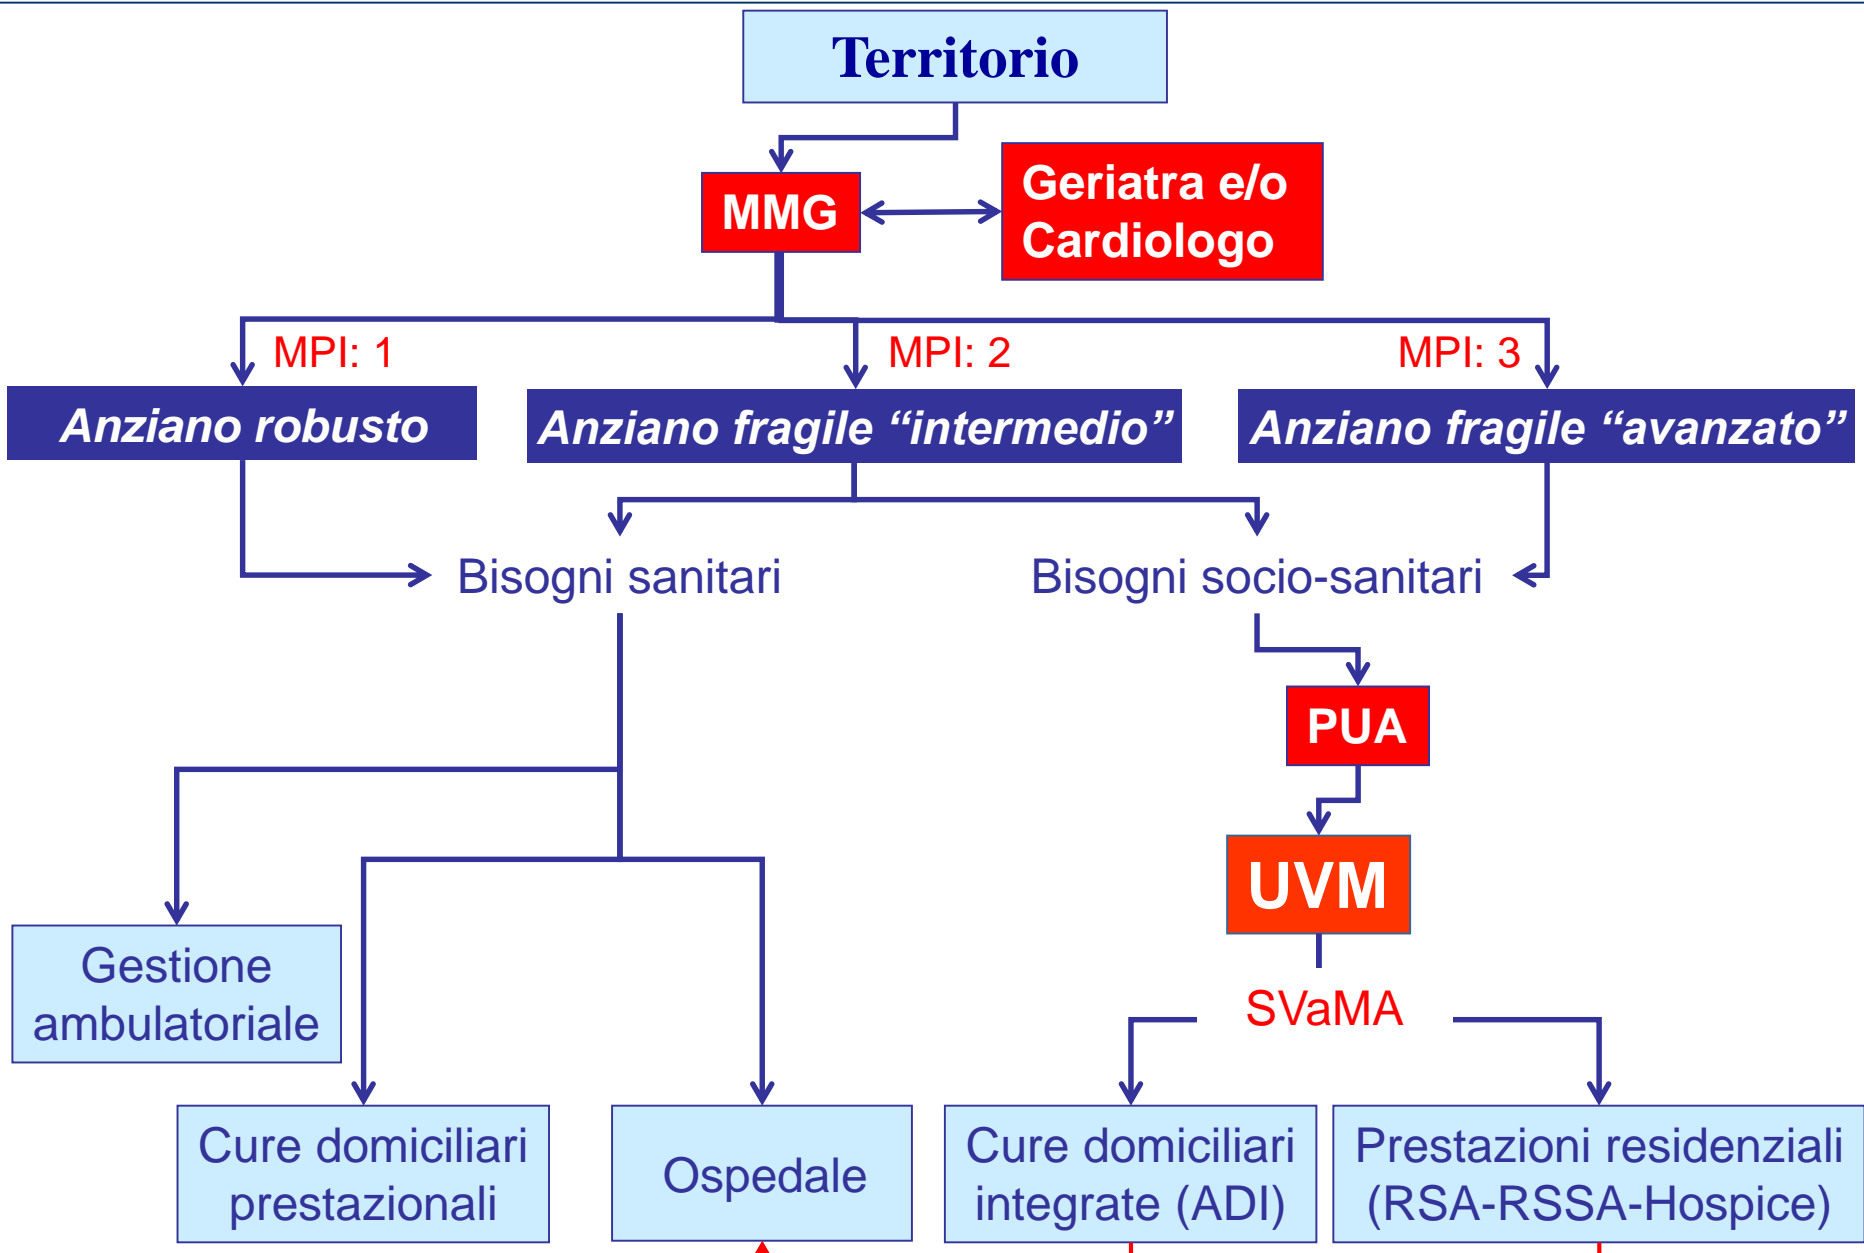 Territorio
MMG
Geriatra e/o
Cardiologo
MPI: 1
MPI: 2
MPI: 3
Anziano robusto
Anziano fragile “intermedio”
Anziano fragile “avanzato”
Bisogni sanitari
Bisogni socio-sanitari
PUA
UVM
SVaMA
Gestione
ambulatoriale
Cure domiciliari
prestazionali
Ospedale
Cure domiciliari
integrate (ADI)
Prestazioni residenziali
(RSA-RSSA-Hospice)